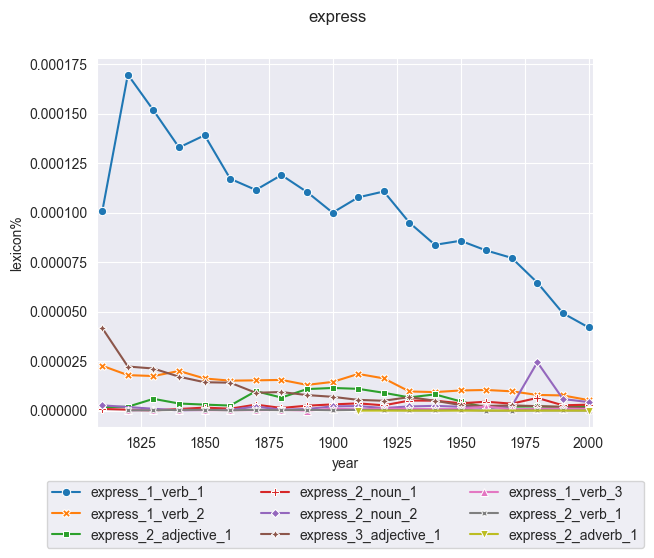 express
0.000175
0.000150
0.000125
0.000100
0.000075
0.000050
0.000025
0.000000
lexicon%
1825 1850 1875 1900 1925 1950 1975 2000
year
express_1_verb_1 express_2_noun_1 express_1_verb_3
express_1_verb_2 express_2_noun_2 express_2_verb_1
express_2_adjective_1 express_3_adjective_1 express_2_adverb_1